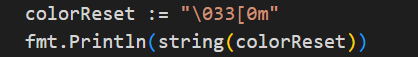 colorReset := "\033[0m"
fmt.Println(string(colorReset))